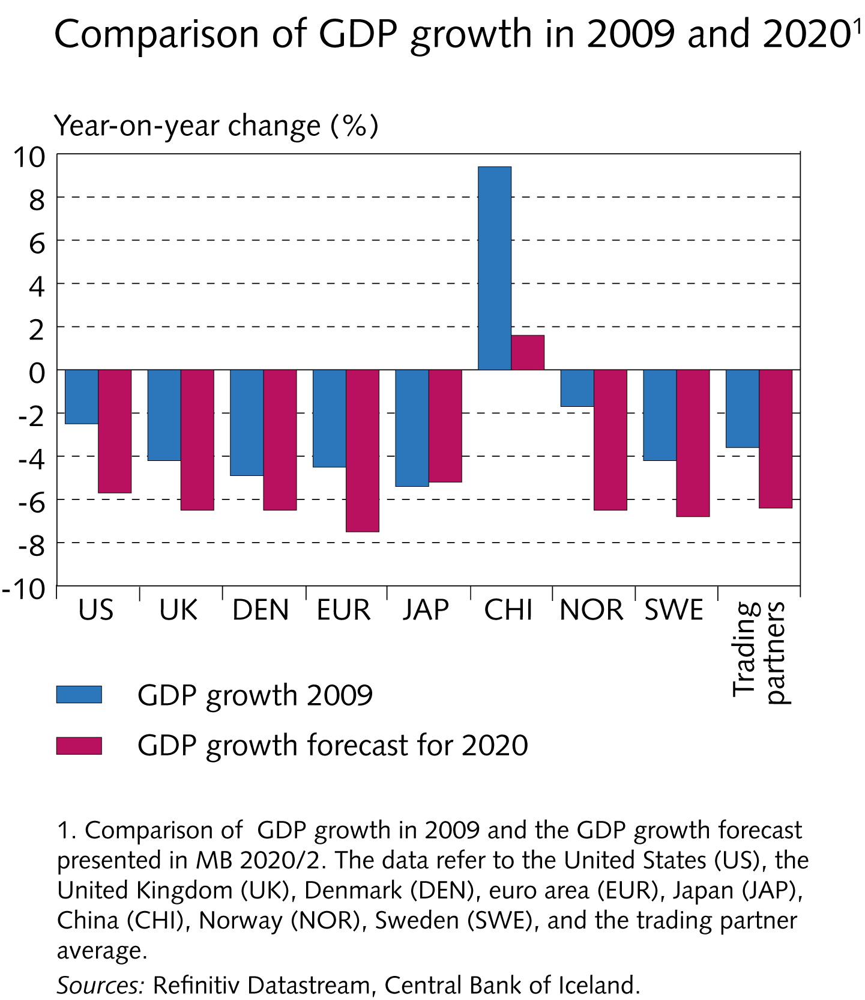 Comparison of GDP growth in 2009 and 2020¹
Year-on-year change (%)
10
8
6
4
2
0
-2
-4
-6
-8
-10
US UK DEN EUR JAP CHI NOR SWE
Trading
partners
GDP growth 2009
GDP growth forecast for 2020
1. Comparison of GDP growth in 2009 and the GDP growth forecast
presented in MB 2020/2. The data refer to the United States (US), the
United Kingdom (UK), Denmark (DEN), euro area (EUR), Japan (JAP),
China (CHI), Norway (NOR), Sweden (SWE), and the trading partner
average.
Sources: Refinitiv Datastream, Central Bank of Iceland.